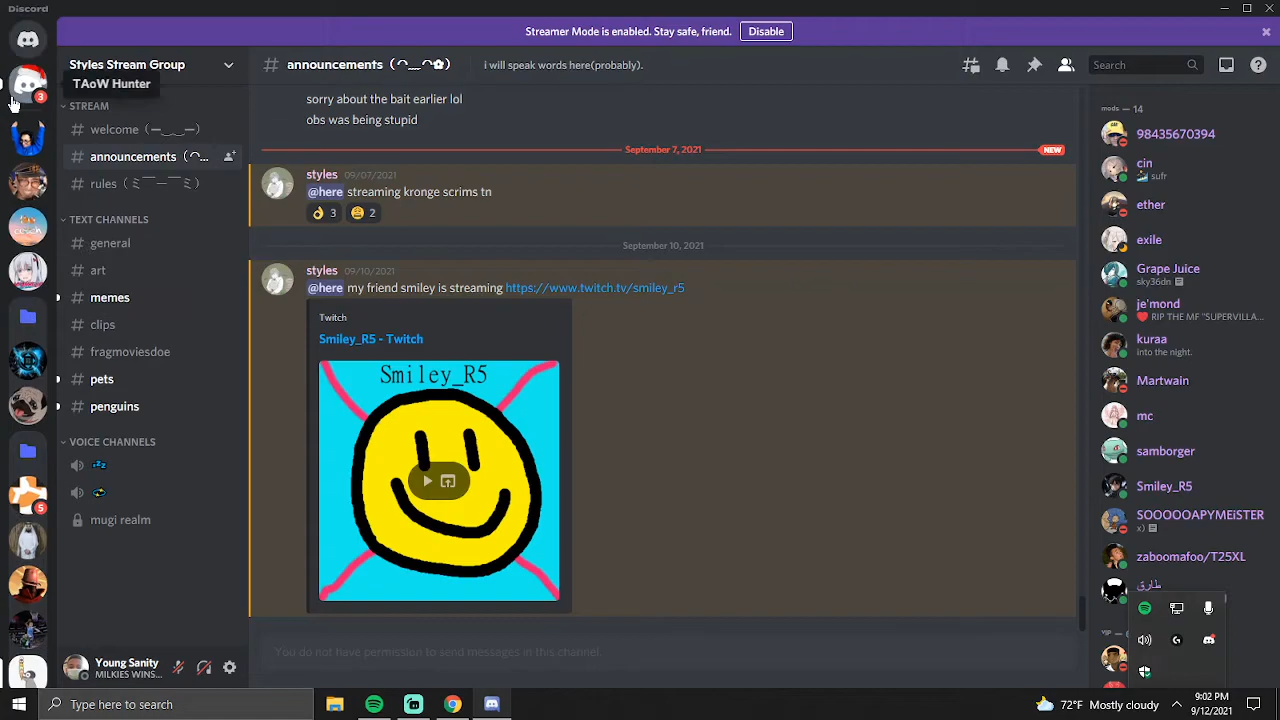 Discord
Streamer Mode is enabled. Stay safe, friend.
Disable
Styles Stream Group
TAoW Hunter
3
STREAM
# welcome (―‿‿―)
# announcements (◠...
# rules (ミ￣―￣ミ)
TEXT CHANNELS
# general
# art
# memes
# clips
# fragmoviesdoe
# pets
# penguins
VOICE CHANNELS
💤
mugi realm
5
Young Sanity
MILKIES WINS...
# announcements (◠‿◠✿)
i will speak words here(probably).
Search
sorry about the bait earlier lol
obs was being stupid
September 7, 2021
NEW
styles 09/07/2021
@here streaming kronge scrims tn
👌 3 😩 2
September 10, 2021
styles 09/10/2021
@here my friend smiley is streaming https://www.twitch.tv/smiley_r5
Twitch
Smiley_R5 - Twitch
Smiley_R5
You do not have permission to send messages in this channel.
mods — 14
98435670394
cin
sufr
ether
exile
Grape Juice
sky36dn
je'mond
❤️ RIP THE MF "SUPERVILLA...
kuraa
Into the night.
Martwain
mc
samborger
Smiley_R5
SOOOOOAPYMEiSTER
x)
zaboomafoo/T25XL
Type here to search
72°F Mostly cloudy
9:02 PM
9/12/2021